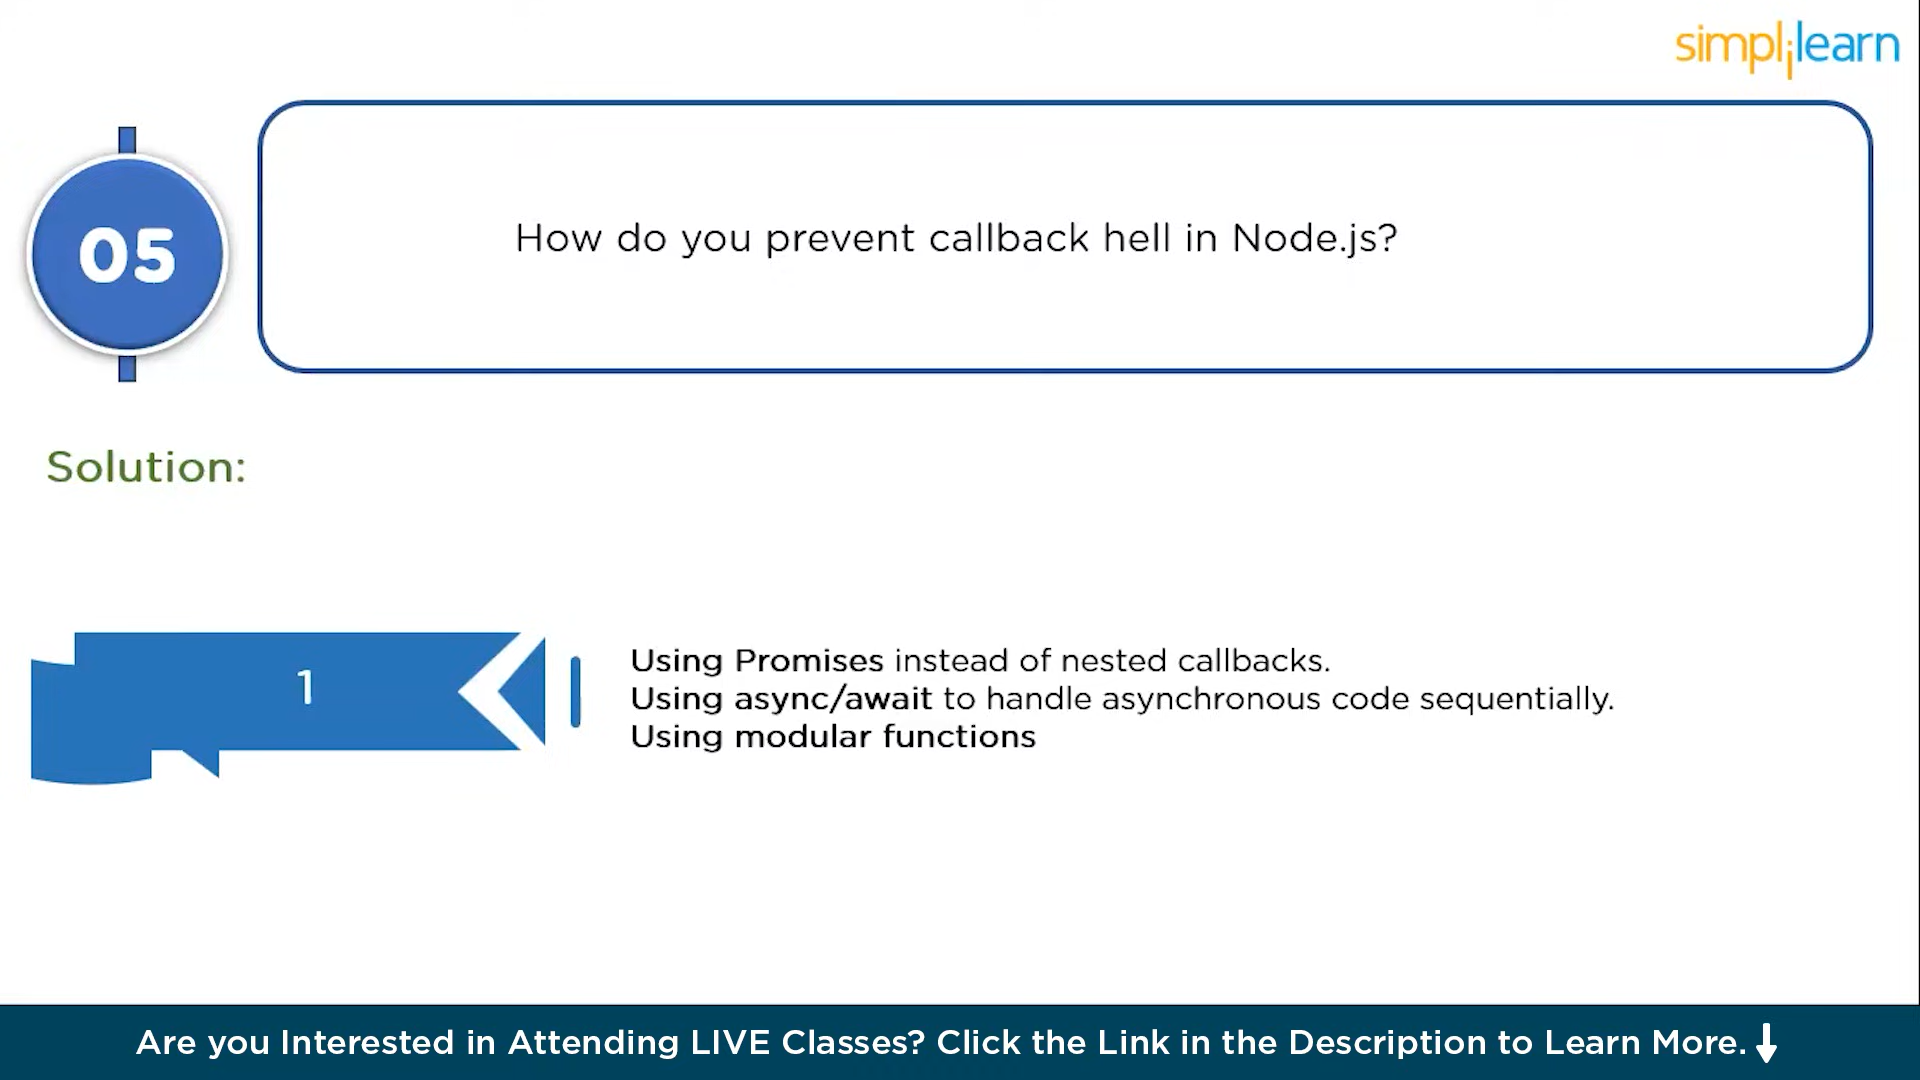 simplilearn
05
How do you prevent callback hell in Node.js?
Solution:
1
Using Promises instead of nested callbacks.
Using async/await to handle asynchronous code sequentially.
Using modular functions
Are you Interested in Attending LIVE Classes? Click the Link in the Description to Learn More.